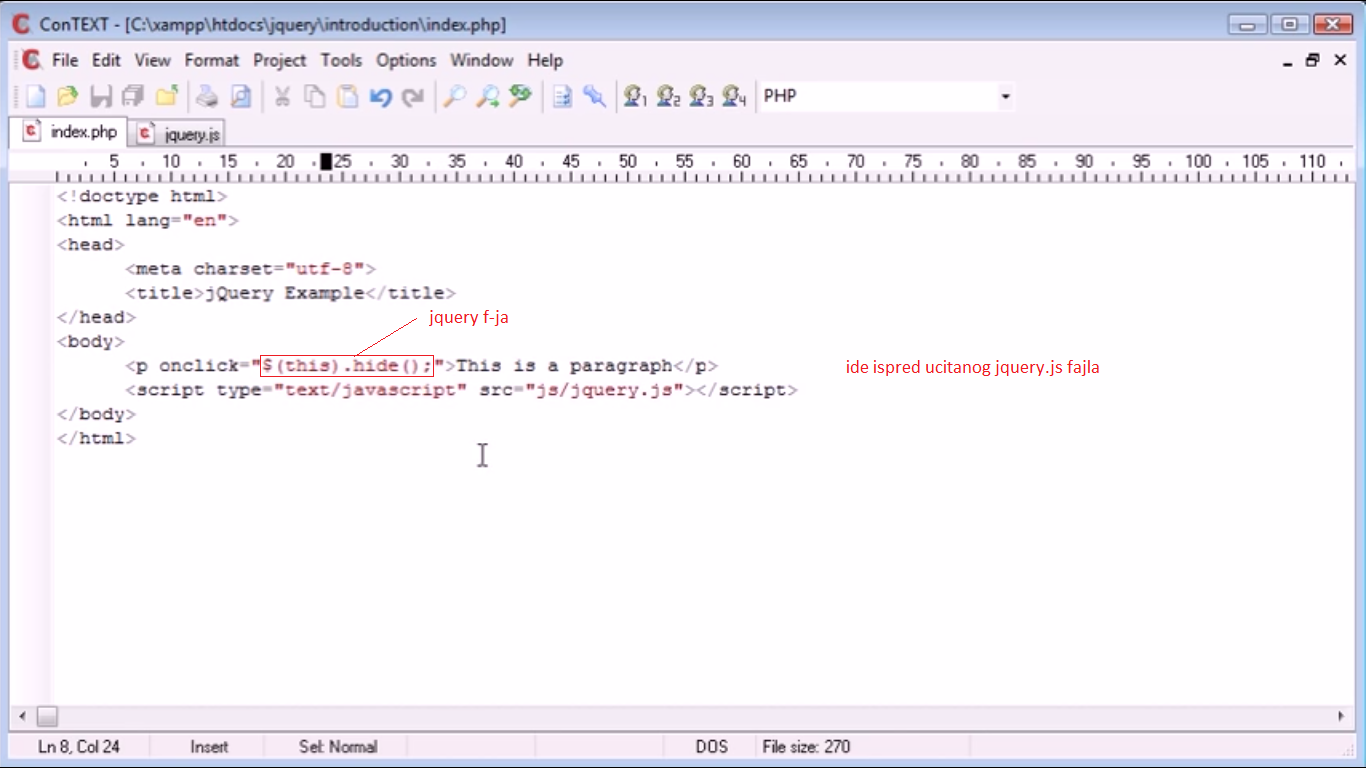 ConTEXT - [C:\xampp\htdocs\jquery\introduction\index.php]
File Edit View Format Project Tools Options Window Help
1 2 3 4 PHP
index.php jquery.js
5 10 15 20 25 30 35 40 45 50 55 60 65 70 75 80 85 90 95 100 105 110
<!doctype html>
<html lang="en">
<head>
<meta charset="utf-8">
<title>jQuery Example</title>
</head>
jquery f-ja
<body>
<p onclick="$(this).hide();">This is a paragraph</p>
ide ispred ucitanog jquery.js fajla
<script type="text/javascript" src="js/jquery.js"></script>
</body>
</html>
Ln 8, Col 24 Insert Sel: Normal DOS File size: 270